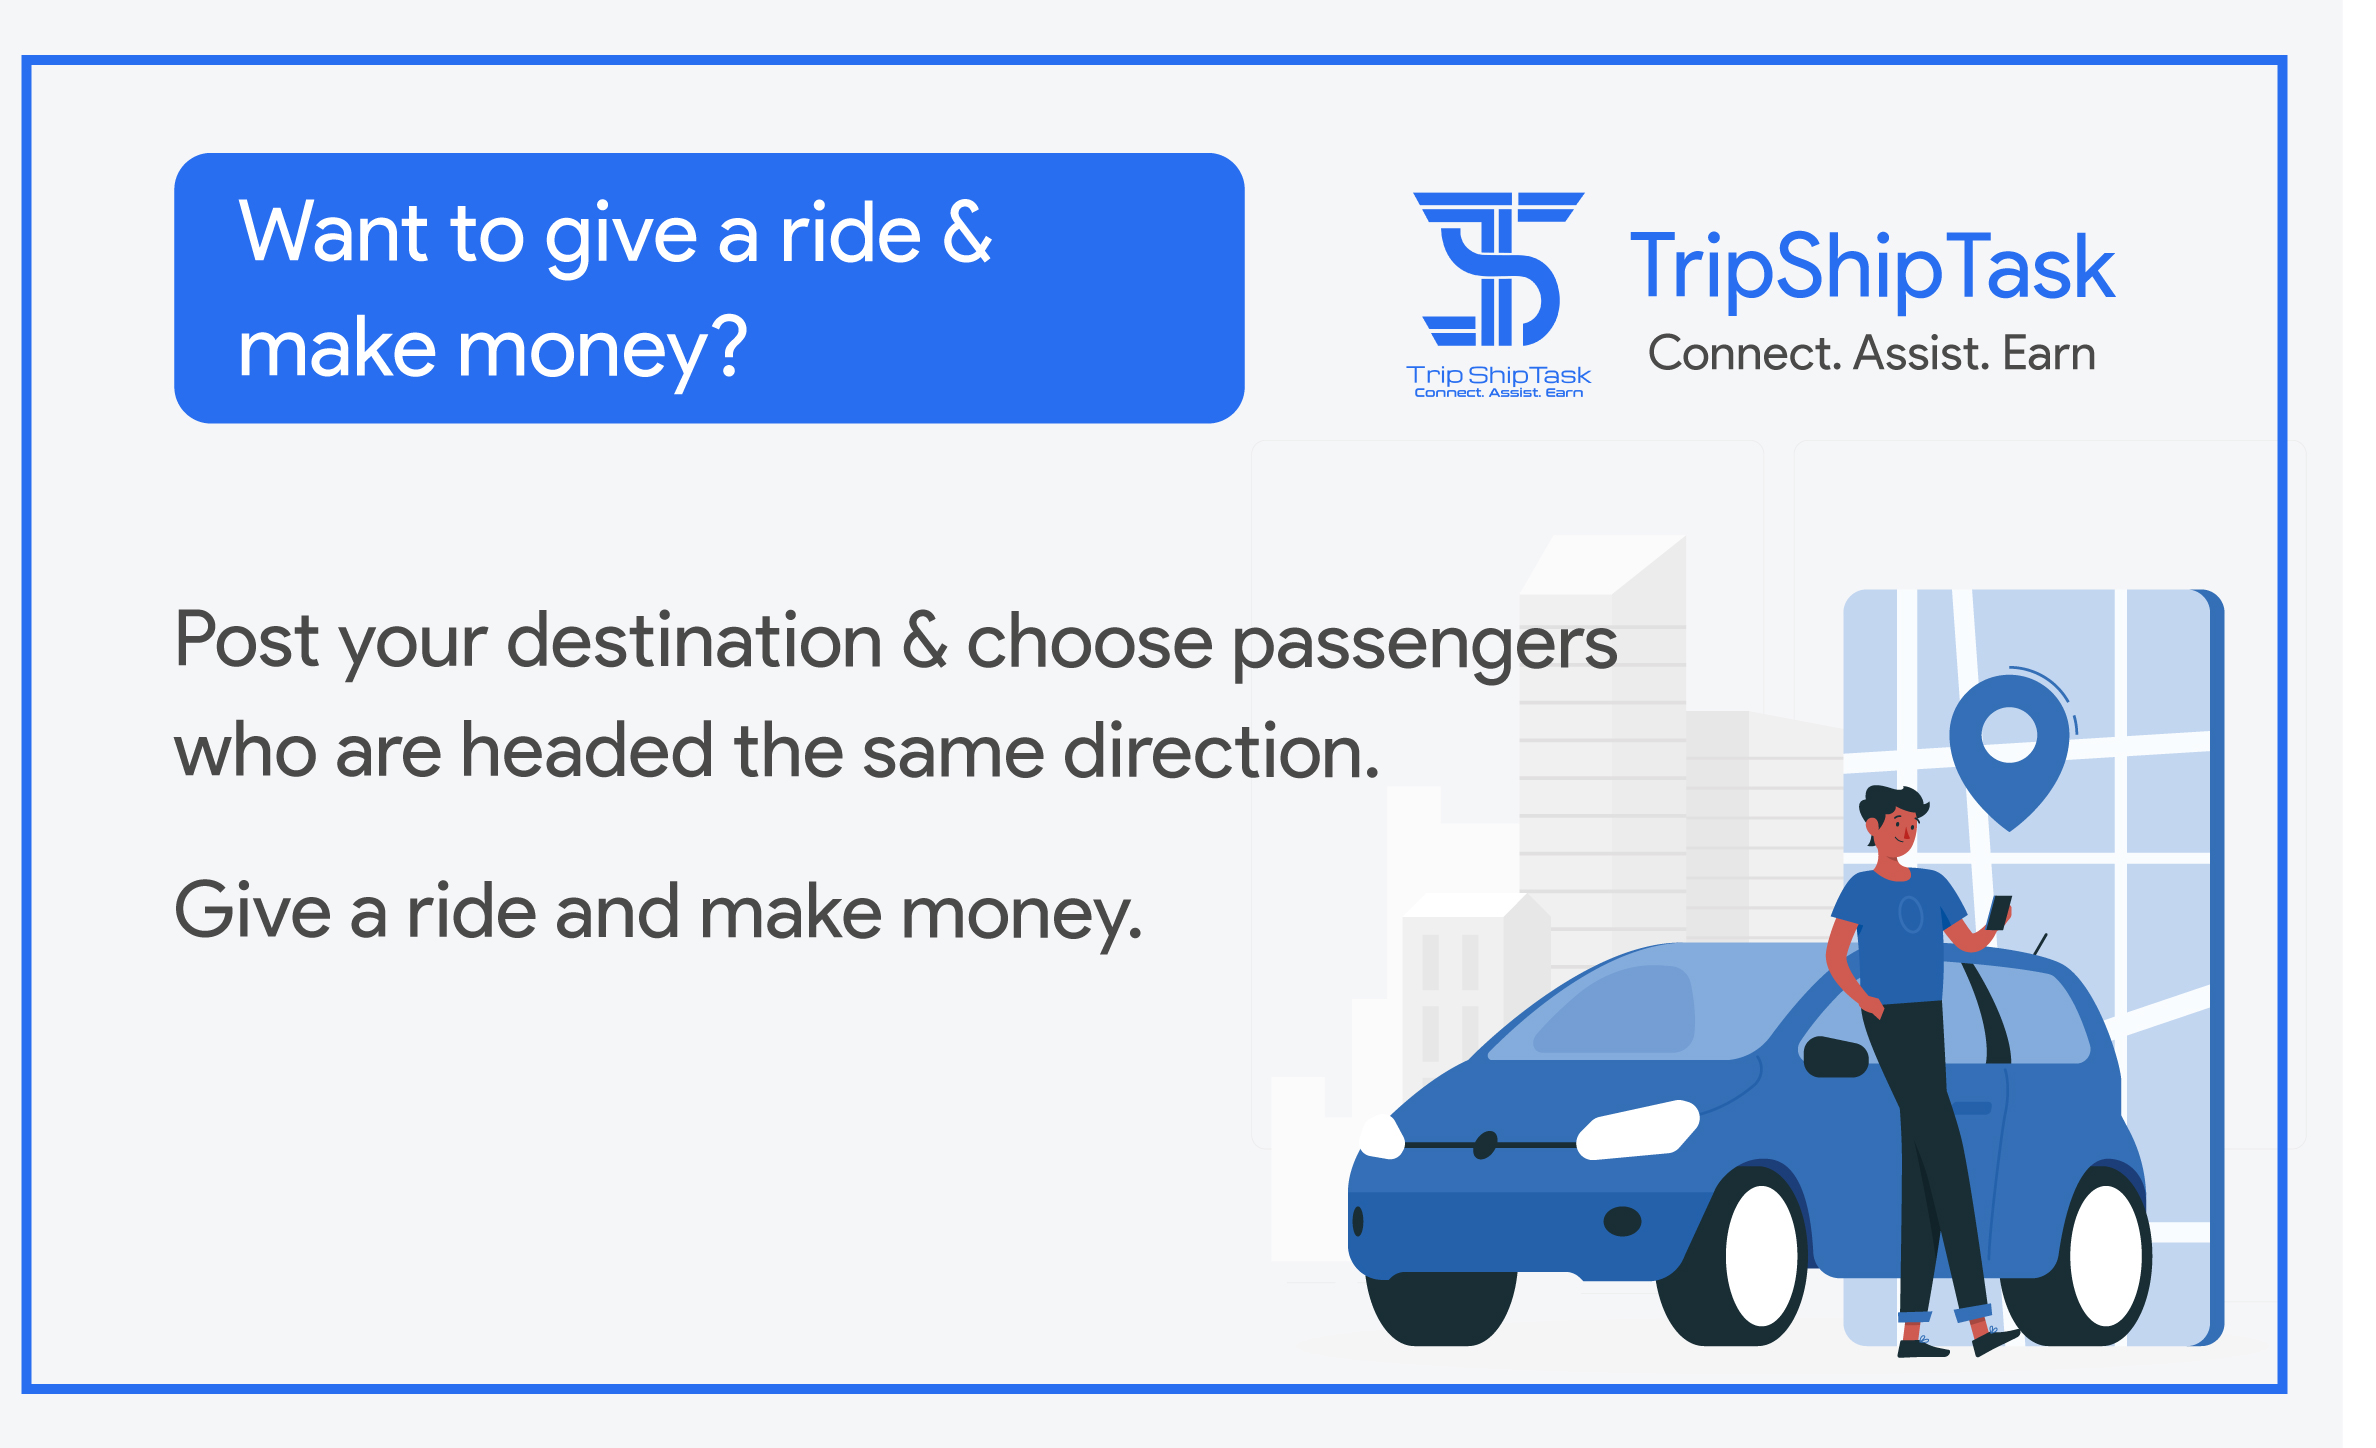 Want to give a ride &
make money?
TripShipTask
Connect. Assist. Earn
Trip ShipTask
Connect. Assist. Earn
Post your destination & choose passengers
who are headed the same direction.
Give a ride and make money.